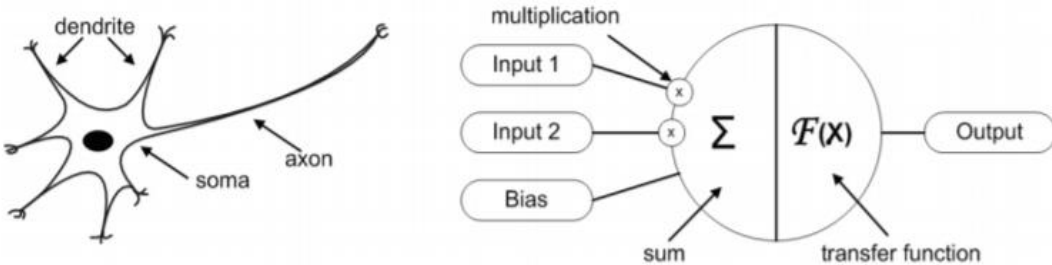 dendrite
axon
soma
multiplication
Input 1
x
Input 2
x
Σ
F(X)
Output
Bias
sum
transfer function